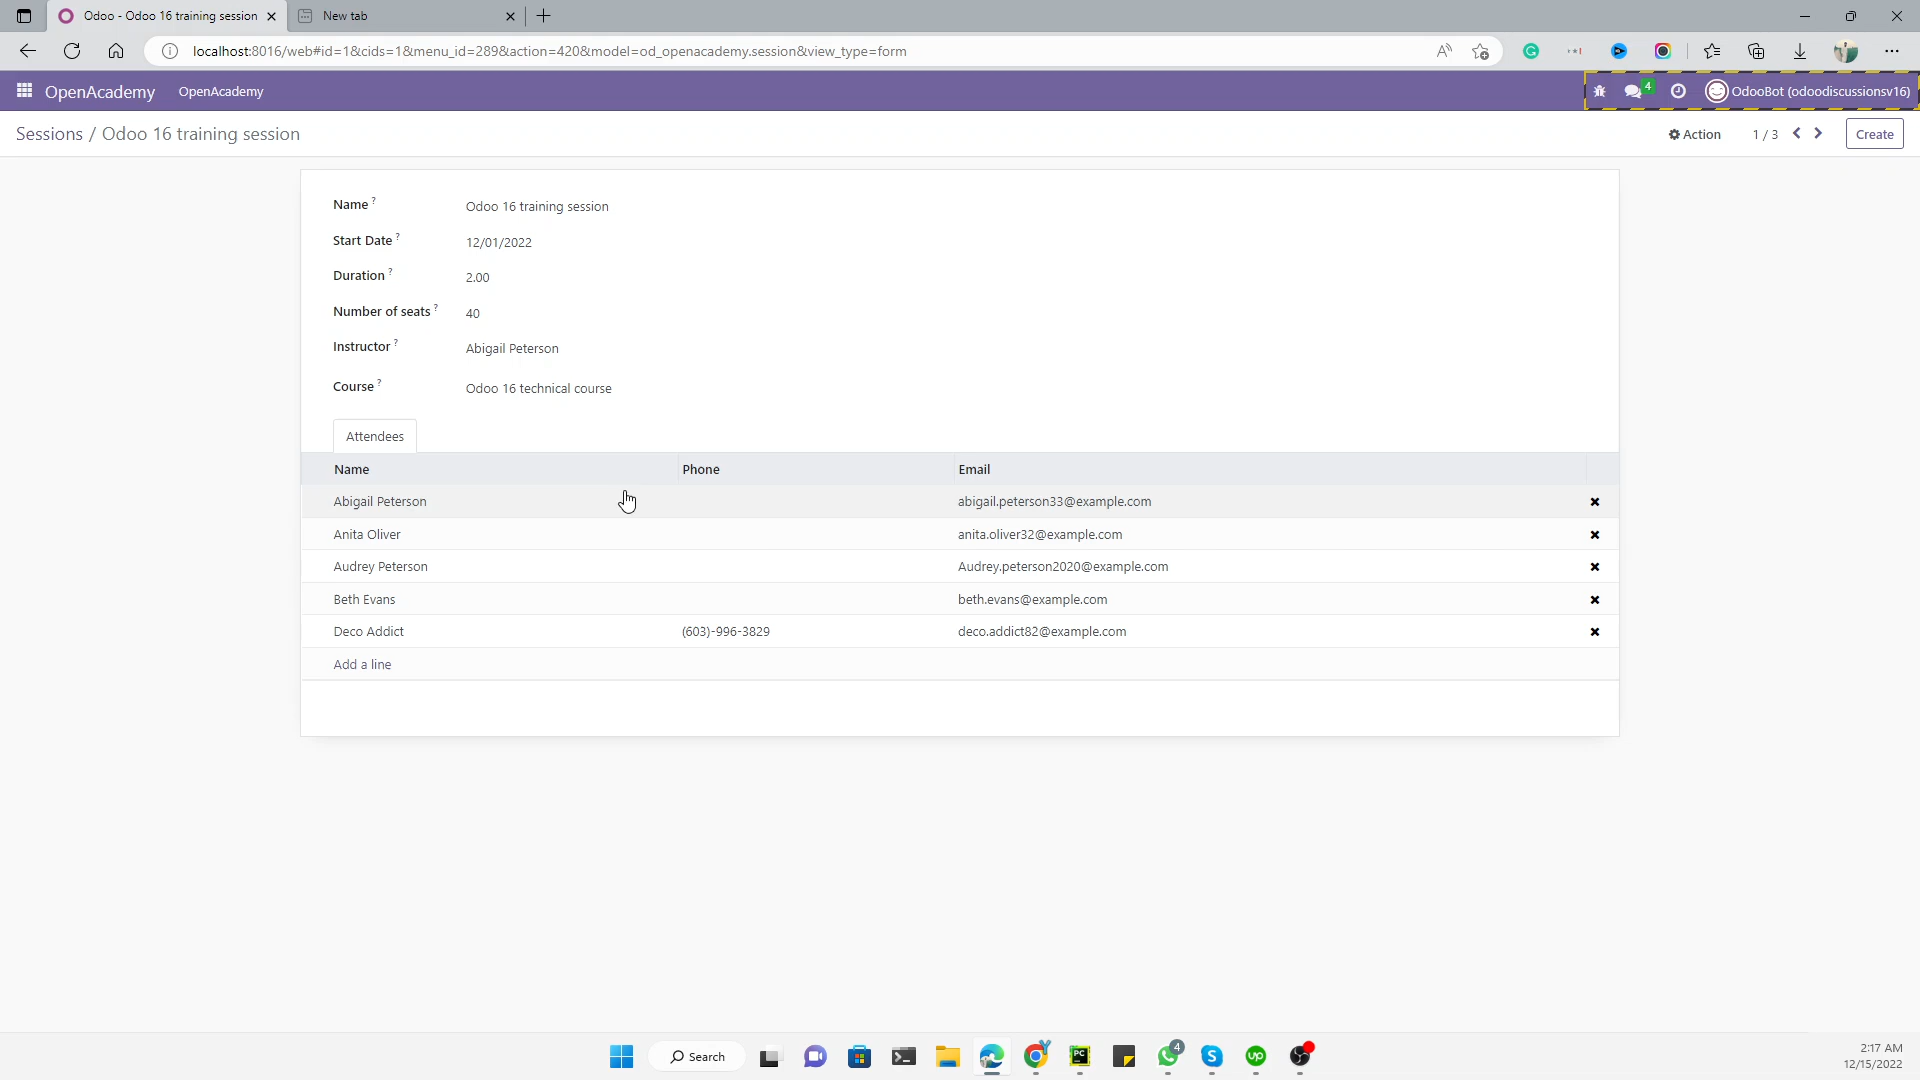 Odoo - Odoo 16 training session
New tab
localhost:8016/web#id=1&cids=1&menu_id=289&action=420&model=od_openacademy.session&view_type=form
OpenAcademy OpenAcademy
4
OdooBot (odoodiscussionsv16)
Sessions / Odoo 16 training session
Action
1 / 3
Create
Name ?
Odoo 16 training session
Start Date ?
12/01/2022
Duration ?
2.00
Number of seats ?
40
Instructor ?
Abigail Peterson
Course ?
Odoo 16 technical course
Attendees
Name Phone Email
Abigail Peterson abigail.peterson33@example.com
Anita Oliver anita.oliver32@example.com
Audrey Peterson Audrey.peterson2020@example.com
Beth Evans beth.evans@example.com
Deco Addict (603)-996-3829 deco.addict82@example.com
Add a line
Search
PC
4
S
up
2:17 AM
12/15/2022